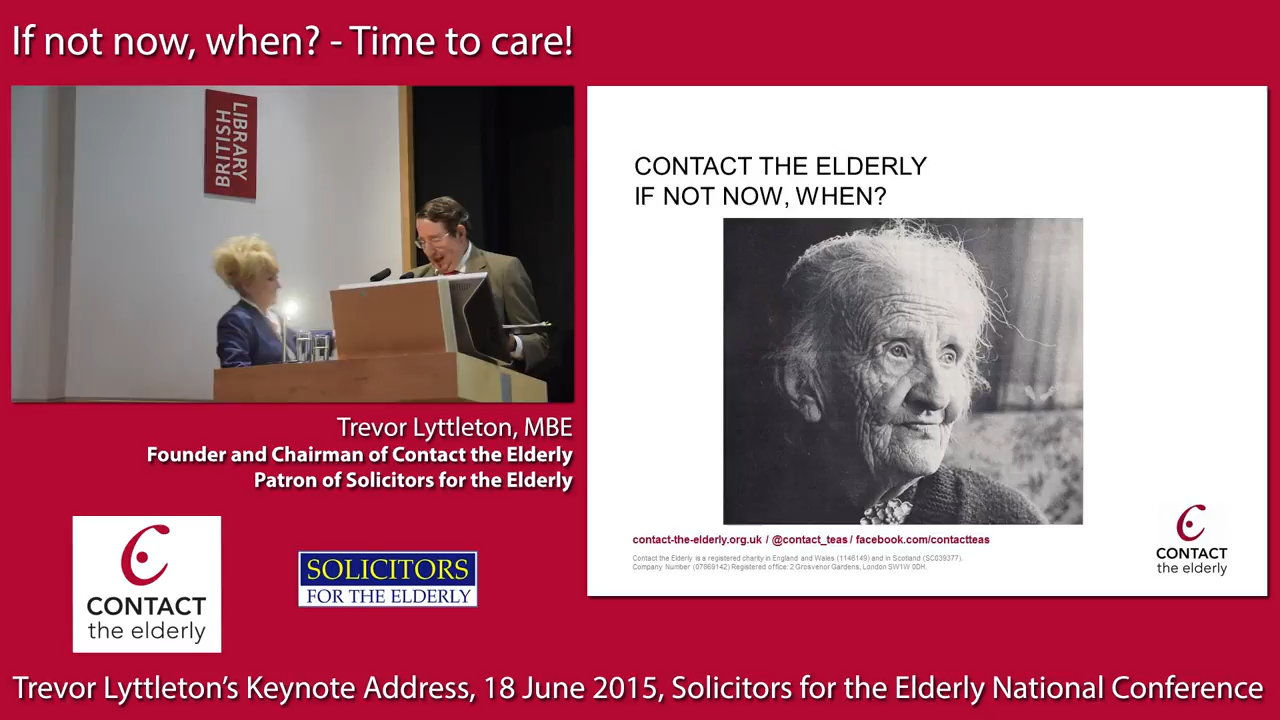 If not now, when? - Time to care!
BRITISH
LIBRARY
CONTACT THE ELDERLY
IF NOT NOW, WHEN?
Trevor Lyttleton, MBE
Founder and Chairman of Contact the Elderly
Patron of Solicitors for the Elderly
contact-the-elderly.org.uk / @contact_teas / facebook.com/contactteas
Contact the Elderly is a registered charity in England and Wales (1146149) and in Scotland (SC039377).
Company Number (07869142) Registered office: 2 Grosvenor Gardens, London SW1W 0DH.
CONTACT
the elderly
CONTACT
the elderly
SOLICITORS
FOR THE ELDERLY
Trevor Lyttleton's Keynote Address, 18 June 2015, Solicitors for the Elderly National Conference